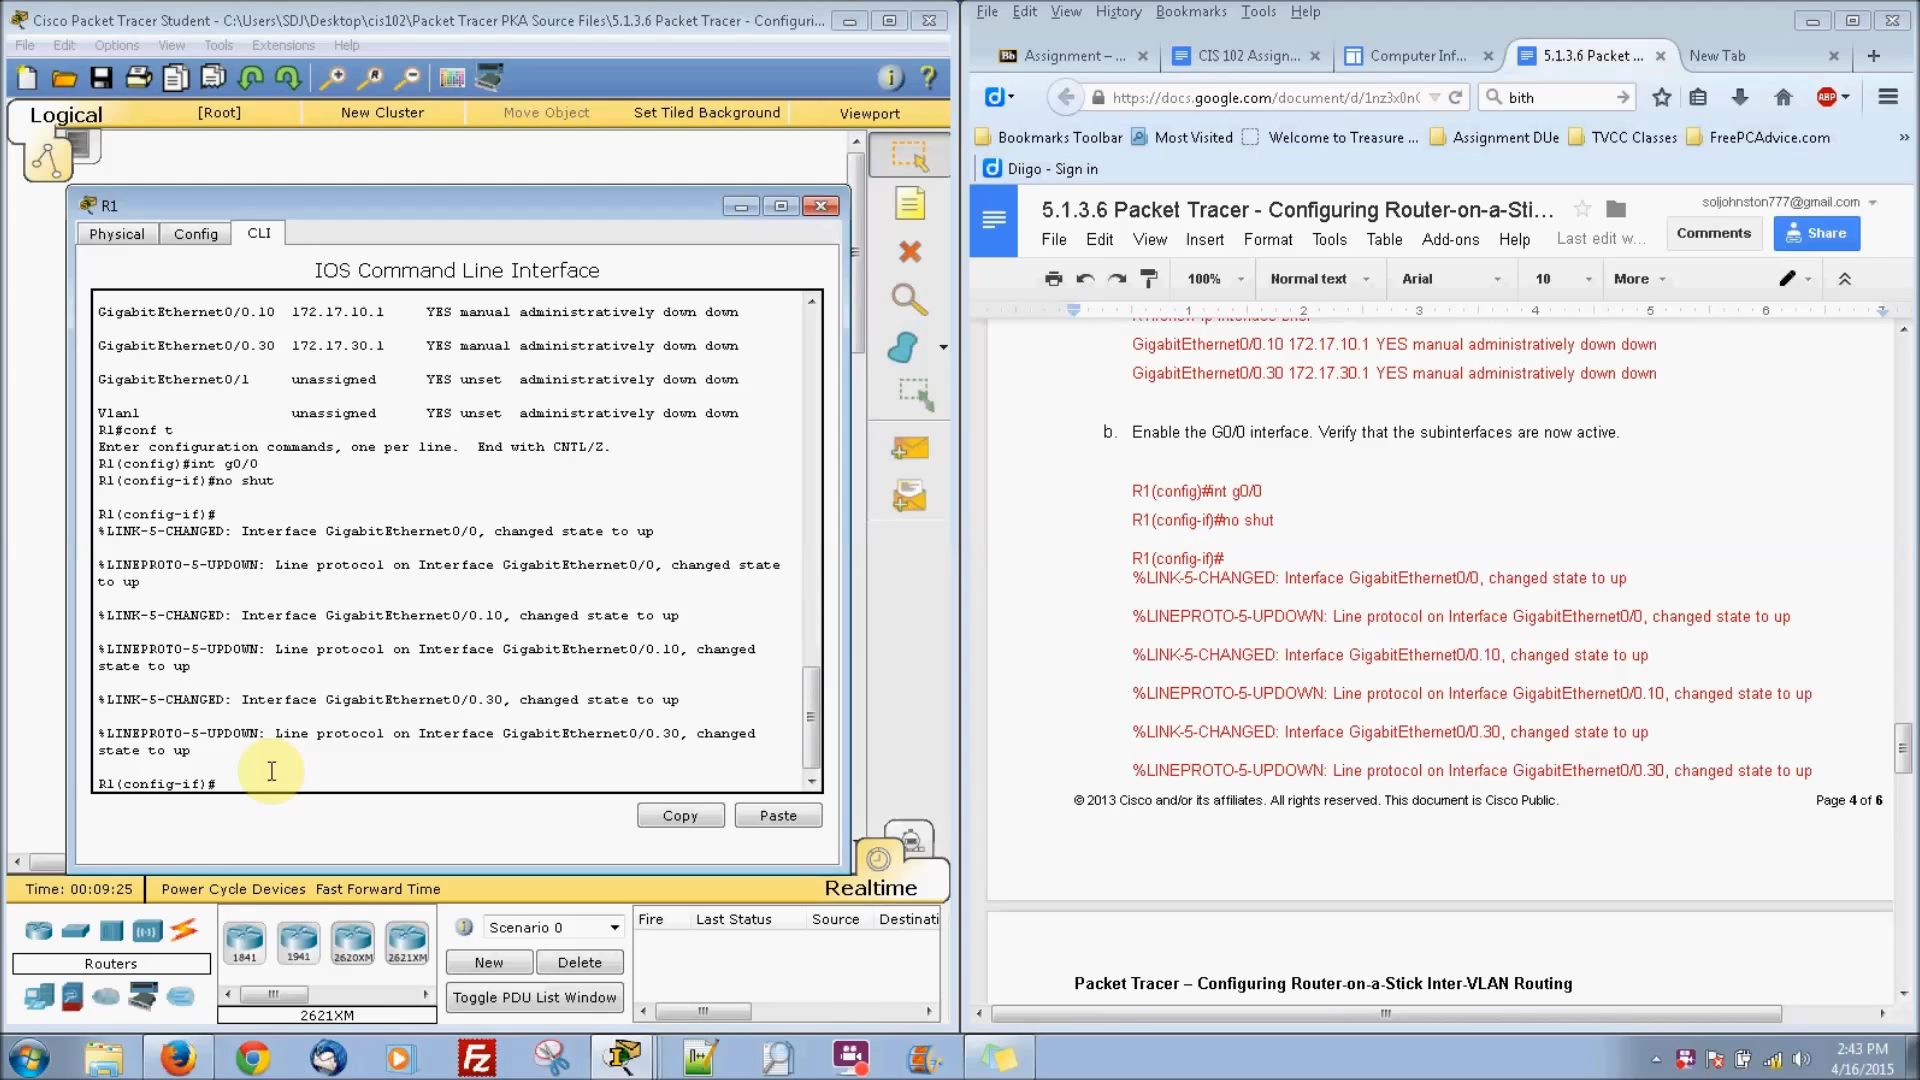 Cisco Packet Tracer Student - C:\Users\SDJ\Desktop\cis102\Packet Tracer PKA Source Files\5.1.3.6 Packet Tracer - Configuri...
File Edit Options View Tools Extensions Help
Logical [Root] New Cluster Move Object Set Tiled Background Viewport
R1
Physical Config CLI
IOS Command Line Interface
GigabitEthernet0/0.10 172.17.10.1 YES manual administratively down down
GigabitEthernet0/0.30 172.17.30.1 YES manual administratively down down
GigabitEthernet0/1 unassigned YES unset administratively down down
Vlan1 unassigned YES unset administratively down down
R1#conf t
Enter configuration commands, one per line. End with CNTL/Z.
R1(config)#int g0/0
R1(config-if)#no shut
R1(config-if)#
%LINK-5-CHANGED: Interface GigabitEthernet0/0, changed state to up
%LINEPROTO-5-UPDOWN: Line protocol on Interface GigabitEthernet0/0, changed state
to up
%LINK-5-CHANGED: Interface GigabitEthernet0/0.10, changed state to up
%LINEPROTO-5-UPDOWN: Line protocol on Interface GigabitEthernet0/0.10, changed
state to up
%LINK-5-CHANGED: Interface GigabitEthernet0/0.30, changed state to up
%LINEPROTO-5-UPDOWN: Line protocol on Interface GigabitEthernet0/0.30, changed
state to up
R1(config-if)#
Copy Paste
Time: 00:09:25 Power Cycle Devices Fast Forward Time Realtime
Routers
1841 1941 2620XM 2621XM
2621XM
Scenario 0
New Delete
Toggle PDU List Window
Fire Last Status Source Destinati
File Edit View History Bookmarks Tools Help
Bb Assignment – ... CIS 102 Assign... Computer Inf... 5.1.3.6 Packet ... New Tab
https://docs.google.com/document/d/1nz3x0n( bith ABP
Bookmarks Toolbar Most Visited Welcome to Treasure ... Assignment DUe TVCC Classes FreePCAdvice.com »
Diigo - Sign in
5.1.3.6 Packet Tracer - Configuring Router-on-a-Sti... soljohnston777@gmail.com
File Edit View Insert Format Tools Table Add-ons Help Last edit w... Comments Share
100% Normal text Arial 10 More
1 2 3 4 5 6 7
GigabitEthernet0/0.10 172.17.10.1 YES manual administratively down down
GigabitEthernet0/0.30 172.17.30.1 YES manual administratively down down
b. Enable the G0/0 interface. Verify that the subinterfaces are now active.
R1(config)#int g0/0
R1(config-if)#no shut
R1(config-if)#
%LINK-5-CHANGED: Interface GigabitEthernet0/0, changed state to up
%LINEPROTO-5-UPDOWN: Line protocol on Interface GigabitEthernet0/0, changed state to up
%LINK-5-CHANGED: Interface GigabitEthernet0/0.10, changed state to up
%LINEPROTO-5-UPDOWN: Line protocol on Interface GigabitEthernet0/0.10, changed state to up
%LINK-5-CHANGED: Interface GigabitEthernet0/0.30, changed state to up
%LINEPROTO-5-UPDOWN: Line protocol on Interface GigabitEthernet0/0.30, changed state to up
© 2013 Cisco and/or its affiliates. All rights reserved. This document is Cisco Public. Page 4 of 6
Packet Tracer – Configuring Router-on-a-Stick Inter-VLAN Routing
2:43 PM
4/16/2015